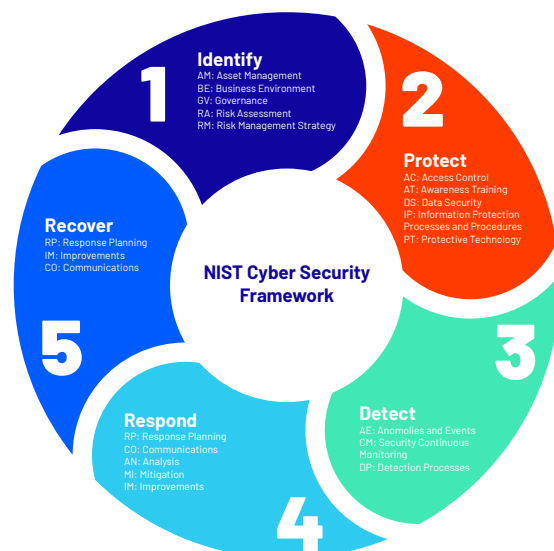 1
Identify
AM: Asset Management
BE: Business Environment
GV: Governance
RA: Risk Assessment
RM: Risk Management Strategy
2
Protect
AC: Access Control
AT: Awareness Training
DS: Data Security
IP: Information Protection
Processes and Procedures
PT: Protective Technology
3
Detect
AE: Anomolies and Events
CM: Security Continuous
Monitoring
DP: Detection Processes
4
Respond
RP: Response Planning
CO: Communications
AN: Analysis
MI: Mitigation
IM: Improvements
5
Recover
RP: Response Planning
IM: Improvements
CO: Communications
NIST Cyber Security
Framework